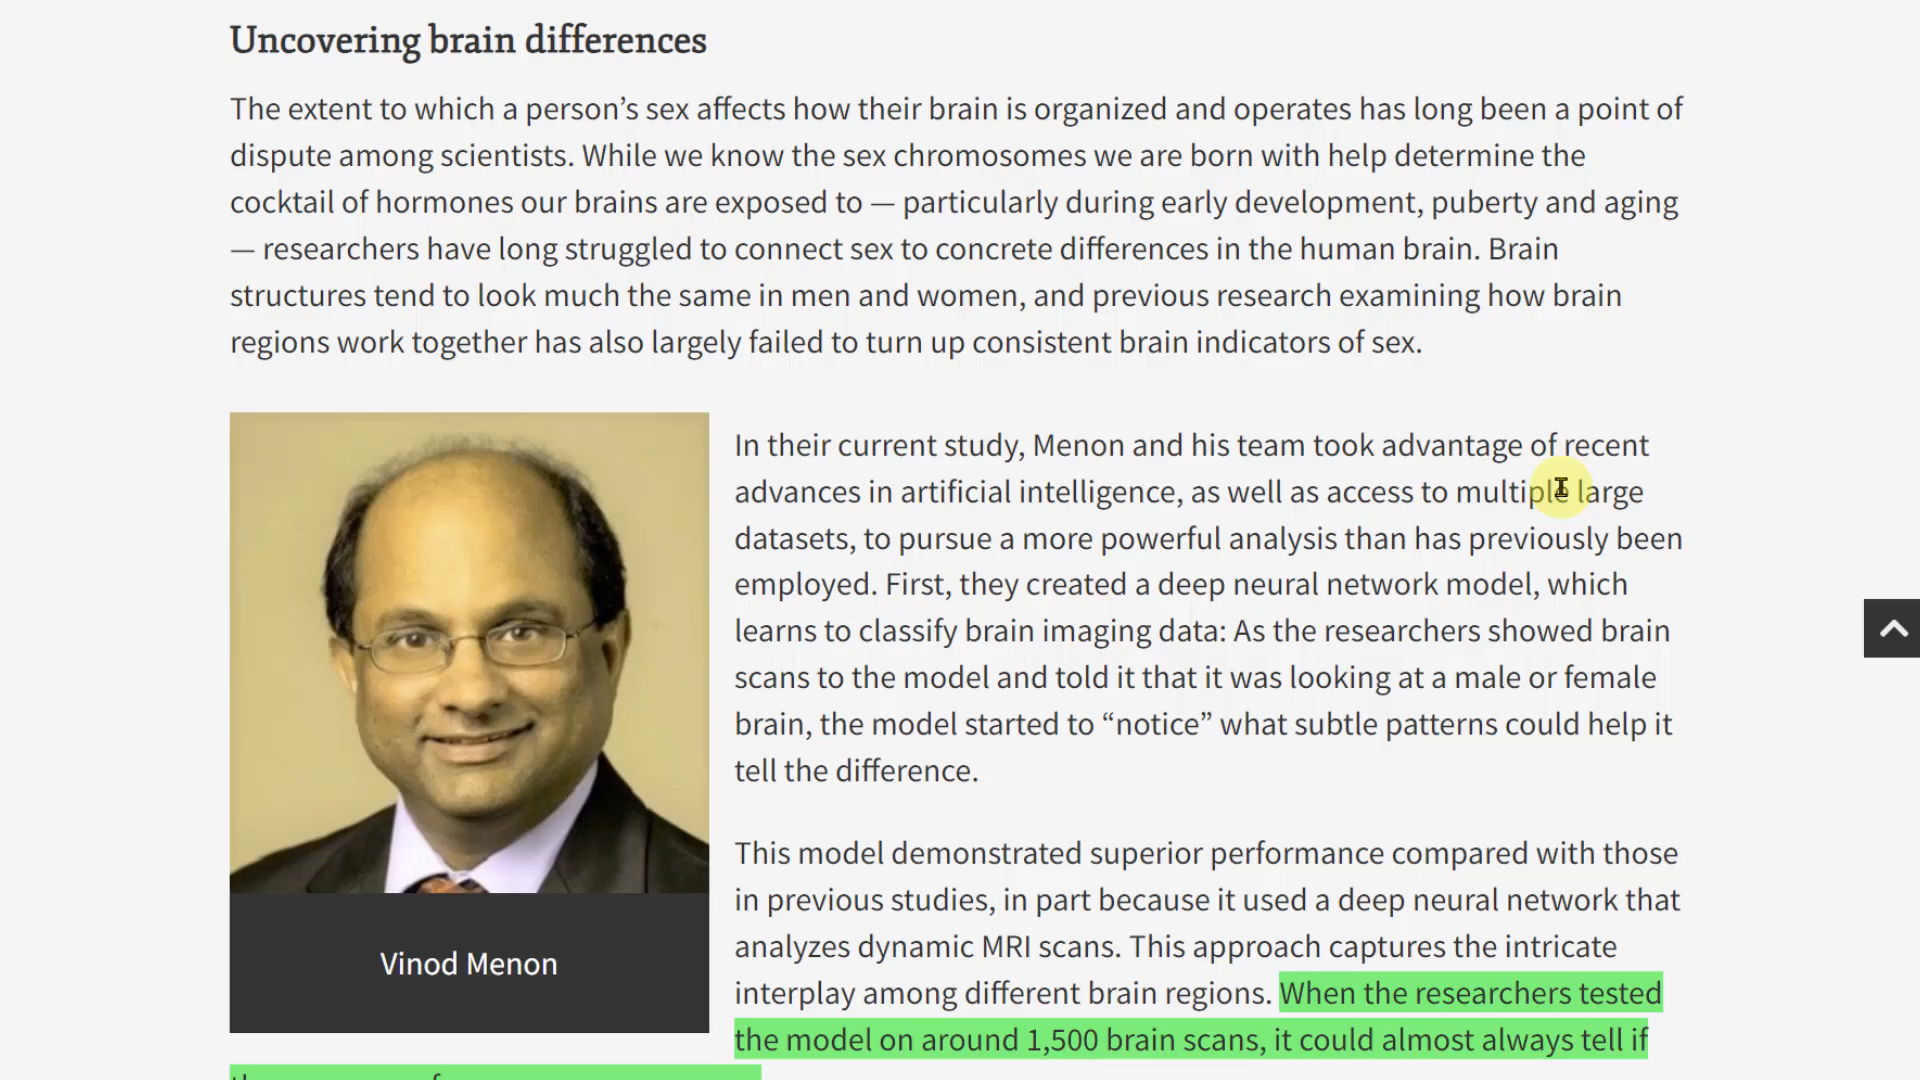 Uncovering brain differences
The extent to which a person’s sex affects how their brain is organized and operates has long been a point of
dispute among scientists. While we know the sex chromosomes we are born with help determine the
cocktail of hormones our brains are exposed to — particularly during early development, puberty and aging
— researchers have long struggled to connect sex to concrete differences in the human brain. Brain
structures tend to look much the same in men and women, and previous research examining how brain
regions work together has also largely failed to turn up consistent brain indicators of sex.
In their current study, Menon and his team took advantage of recent
advances in artificial intelligence, as well as access to multiple large
datasets, to pursue a more powerful analysis than has previously been
employed. First, they created a deep neural network model, which
learns to classify brain imaging data: As the researchers showed brain
scans to the model and told it that it was looking at a male or female
brain, the model started to “notice” what subtle patterns could help it
tell the difference.
Vinod Menon
This model demonstrated superior performance compared with those
in previous studies, in part because it used a deep neural network that
analyzes dynamic MRI scans. This approach captures the intricate
interplay among different brain regions. When the researchers tested
the model on around 1,500 brain scans, it could almost always tell if